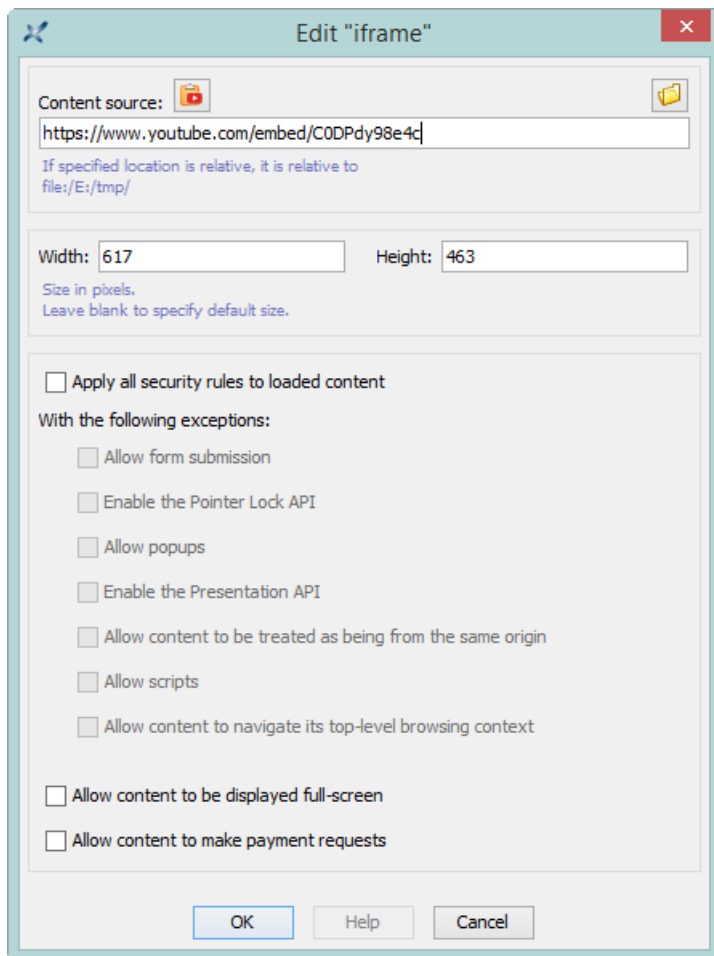 Edit "iframe"
Content source:
https://www.youtube.com/embed/C0DPdy98e4c
If specified location is relative, it is relative to
file:/E:/tmp/
Width: 617 Height: 463
Size in pixels.
Leave blank to specify default size.
Apply all security rules to loaded content
With the following exceptions:
Allow form submission
Enable the Pointer Lock API
Allow popups
Enable the Presentation API
Allow content to be treated as being from the same origin
Allow scripts
Allow content to navigate its top-level browsing context
Allow content to be displayed full-screen
Allow content to make payment requests
OK Help Cancel